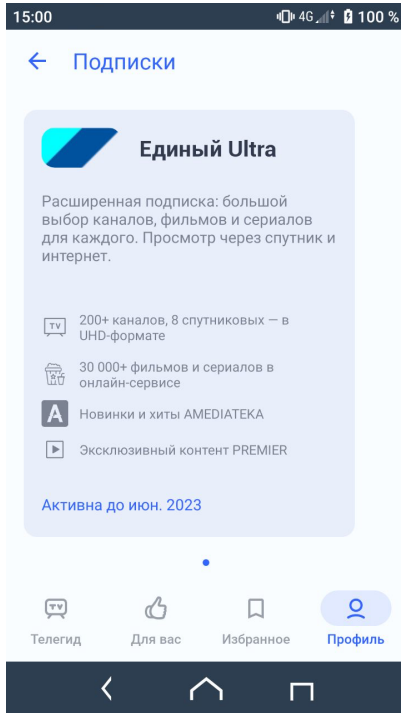 15:00 4G 100 %
Подписки
Единый Ultra
Расширенная подписка: большой
выбор каналов, фильмов и сериалов
для каждого. Просмотр через спутник и
интернет.
TV
200+ каналов, 8 спутниковых — в
UHD-формате
30 000+ фильмов и сериалов в
онлайн-сервисе
A Новинки и хиты AMEDIATEKA
Эксклюзивный контент PREMIER
Активна до июн. 2023
TV
Телегид Для вас Избранное Профиль